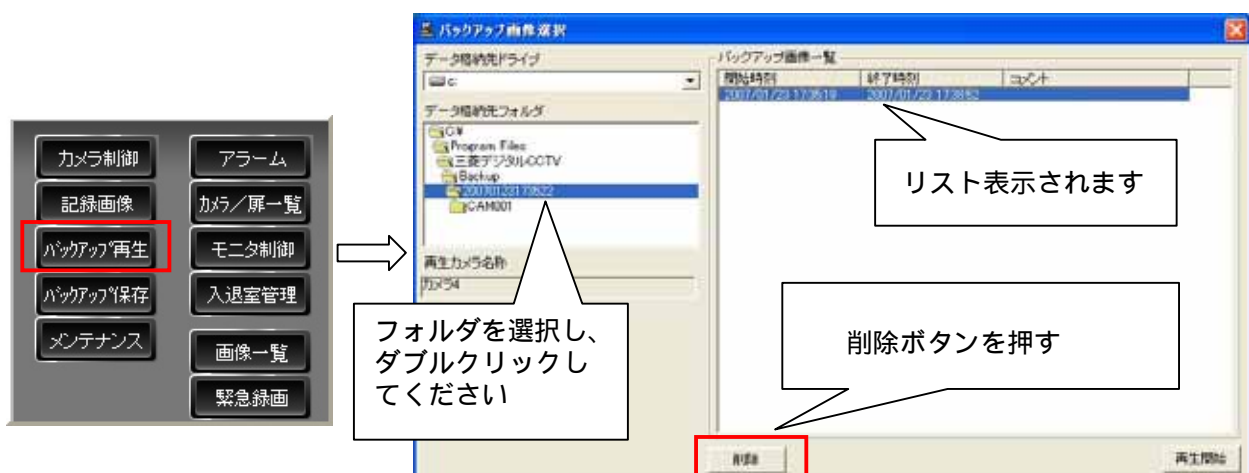 カメラ制御
記録画像
バックアップ再生
バックアップ保存
メンテナンス
アラーム
カメラ/扉一覧
モニタ制御
入退室管理
画像一覧
緊急録画
バックアップ画像選択
データ格納先ドライブ
c
データ格納先フォルダ
C:¥
Program Files
三菱デジタルCCTV
Backup
20070123173622
CAM001
再生カメラ名称
カメラ4
フォルダを選択し、
ダブルクリックし
てください
バックアップ画像一覧
開始時刻 終了時刻 コメント
リスト表示されます
削除ボタンを押す
削除
再生開始